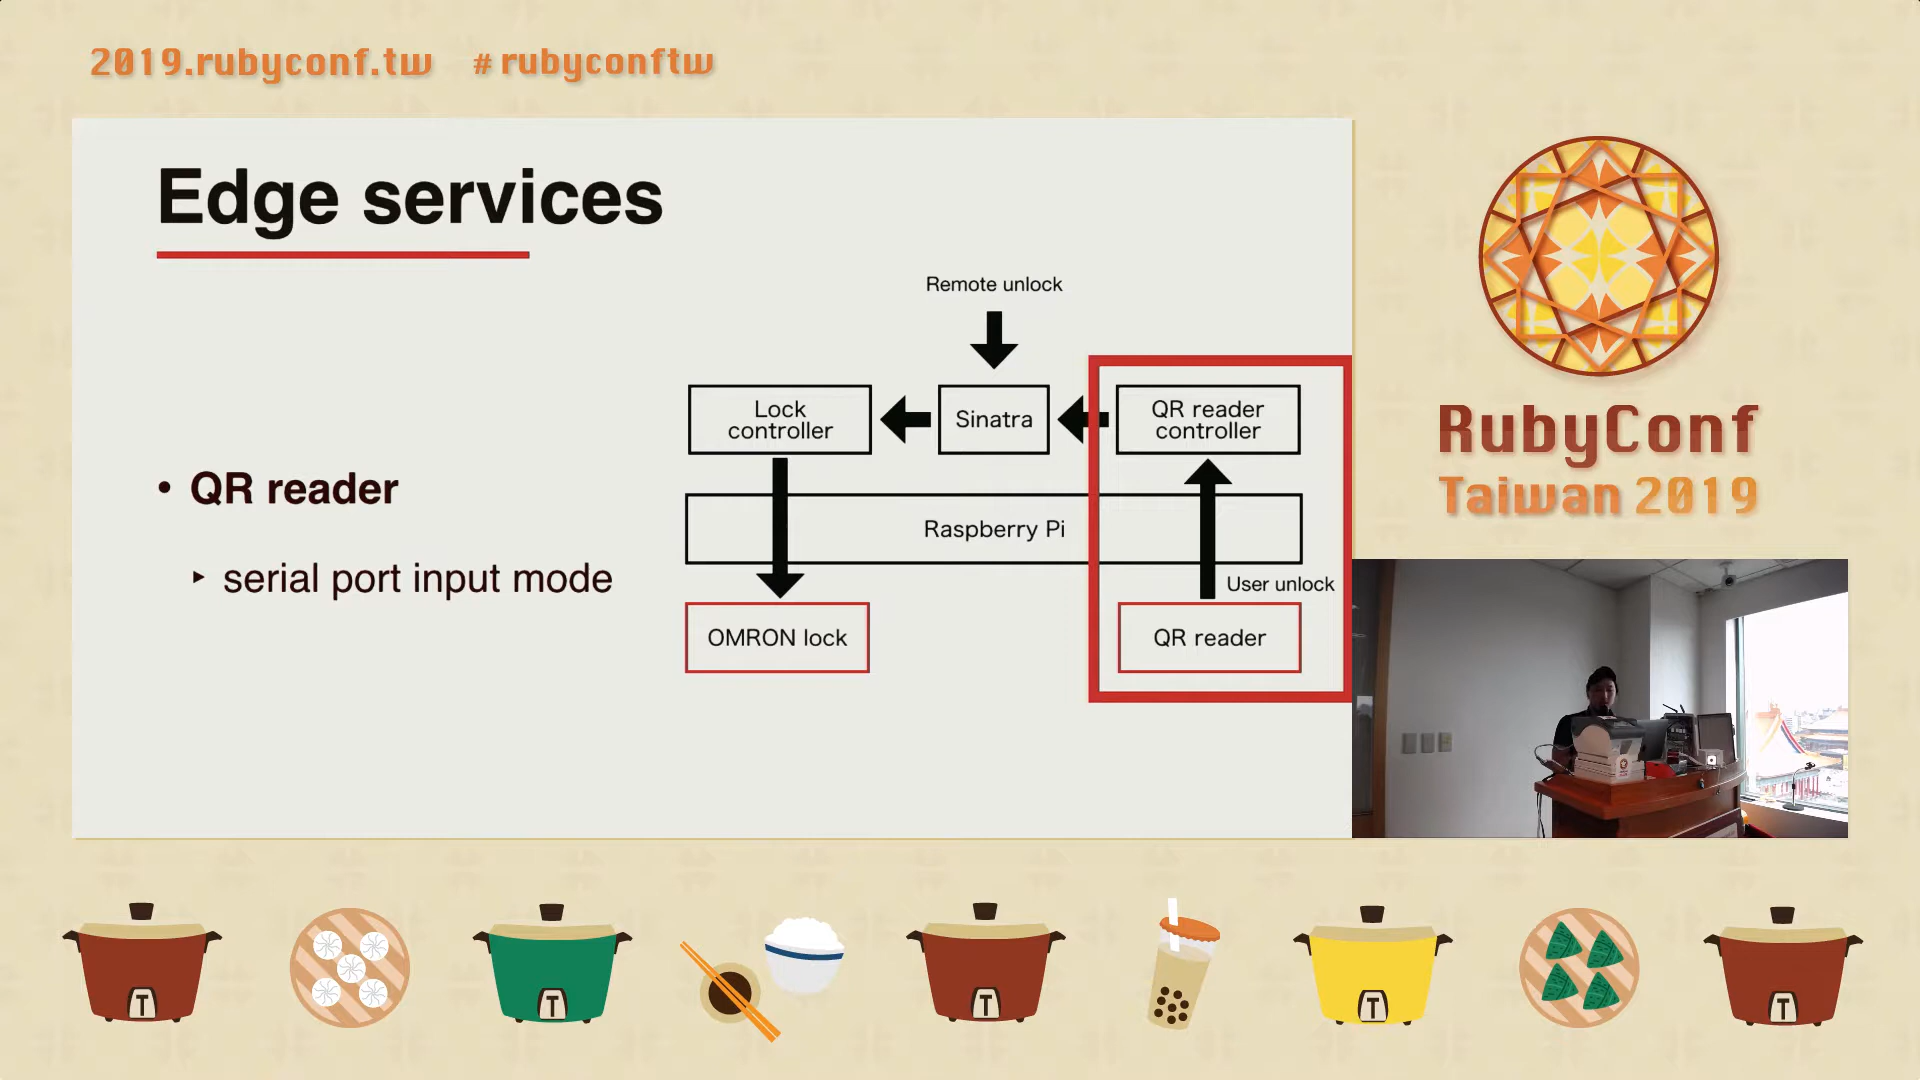 2019.rubyconf.tw #rubyconftw
Edge services
Remote unlock
Lock
controller
Sinatra
QR reader
controller
• QR reader
Raspberry Pi
‣ serial port input mode
User unlock
OMRON lock
QR reader
RubyConf
Taiwan 2019
T
T
T
T
T